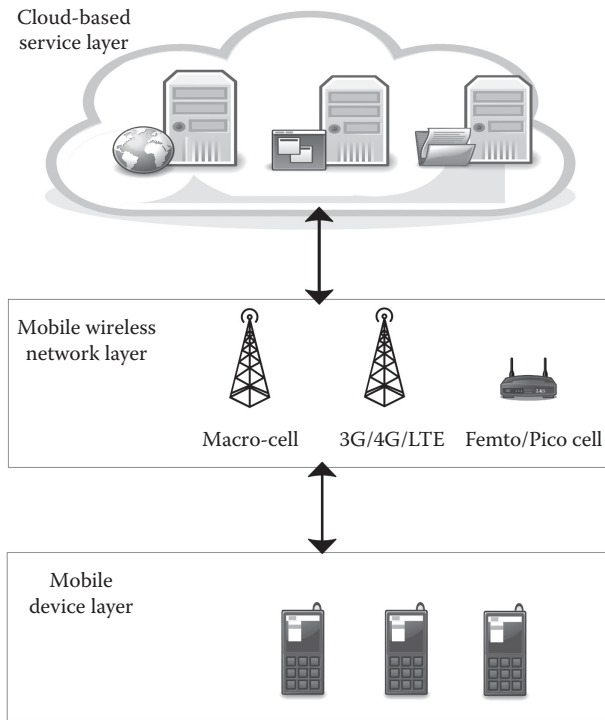 Cloud-based
service layer
Mobile wireless
network layer
Macro-cell
3G/4G/LTE
Femto/Pico cell
Mobile
device layer